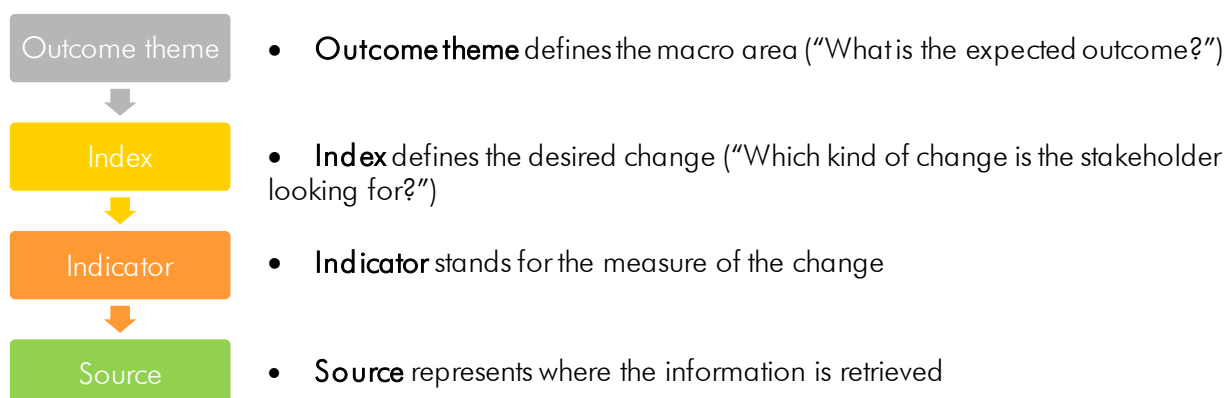 Outcome theme
• Outcome theme defines the macro area (“What is the expected outcome?”)
Index
• Index defines the desired change (“Which kind of change is the stakeholder
looking for?”)
Indicator
• Indicator stands for the measure of the change
Source
• Source represents where the information is retrieved